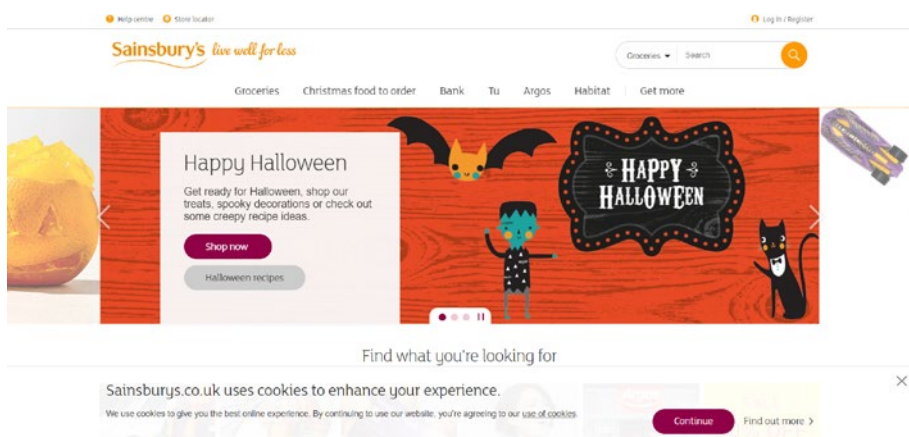 Help centre Store locator Log In / Register
Sainsbury's live well for less
Groceries Search
Groceries Christmas food to order Bank Tu Argos Habitat Get more
Happy Halloween
Get ready for Halloween, shop our
treats, spooky decorations or check out
some creepy recipe ideas.
Shop now
Halloween recipes
HAPPY
HALLOWEEN
Find what you're looking for
Sainsburys.co.uk uses cookies to enhance your experience.
We use cookies to give you the best online experience. By continuing to use our website, you're agreeing to our use of cookies.
Continue Find out more